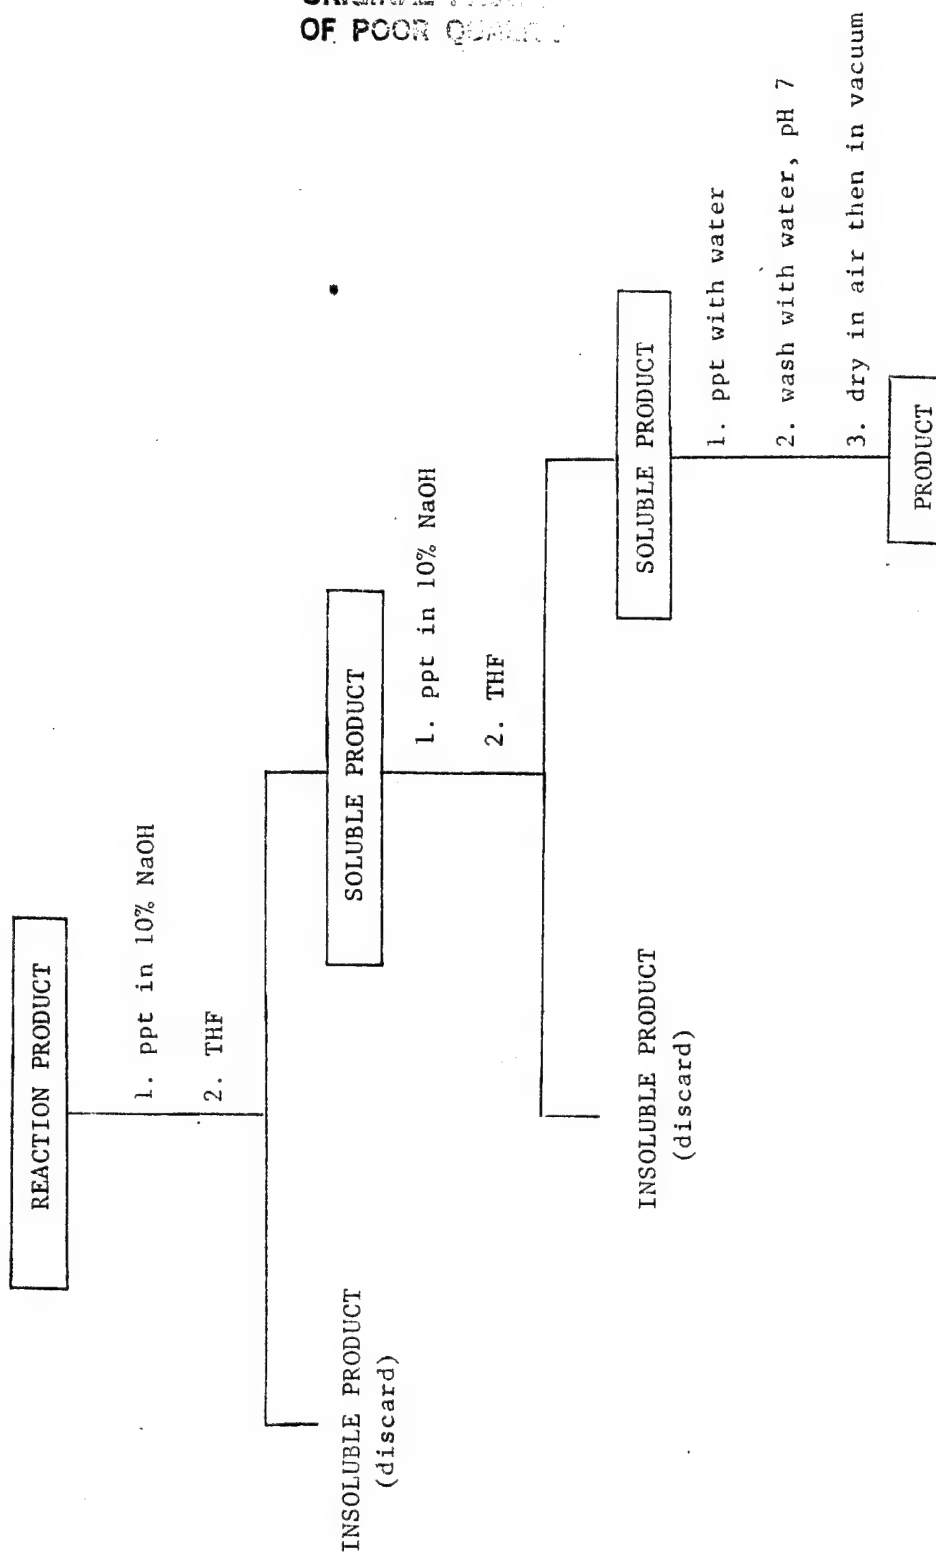 OF POOR
REACTION PRODUCT
1. ppt in 10% NaOH
2. THF
INSOLUBLE PRODUCT
(discard)
SOLUBLE PRODUCT
1. ppt in 10% NaOH
2. THF
INSOLUBLE PRODUCT
(discard)
SOLUBLE PRODUCT
1. ppt with water
2. wash with water, pH 7
3. dry in air then in vacuum
PRODUCT